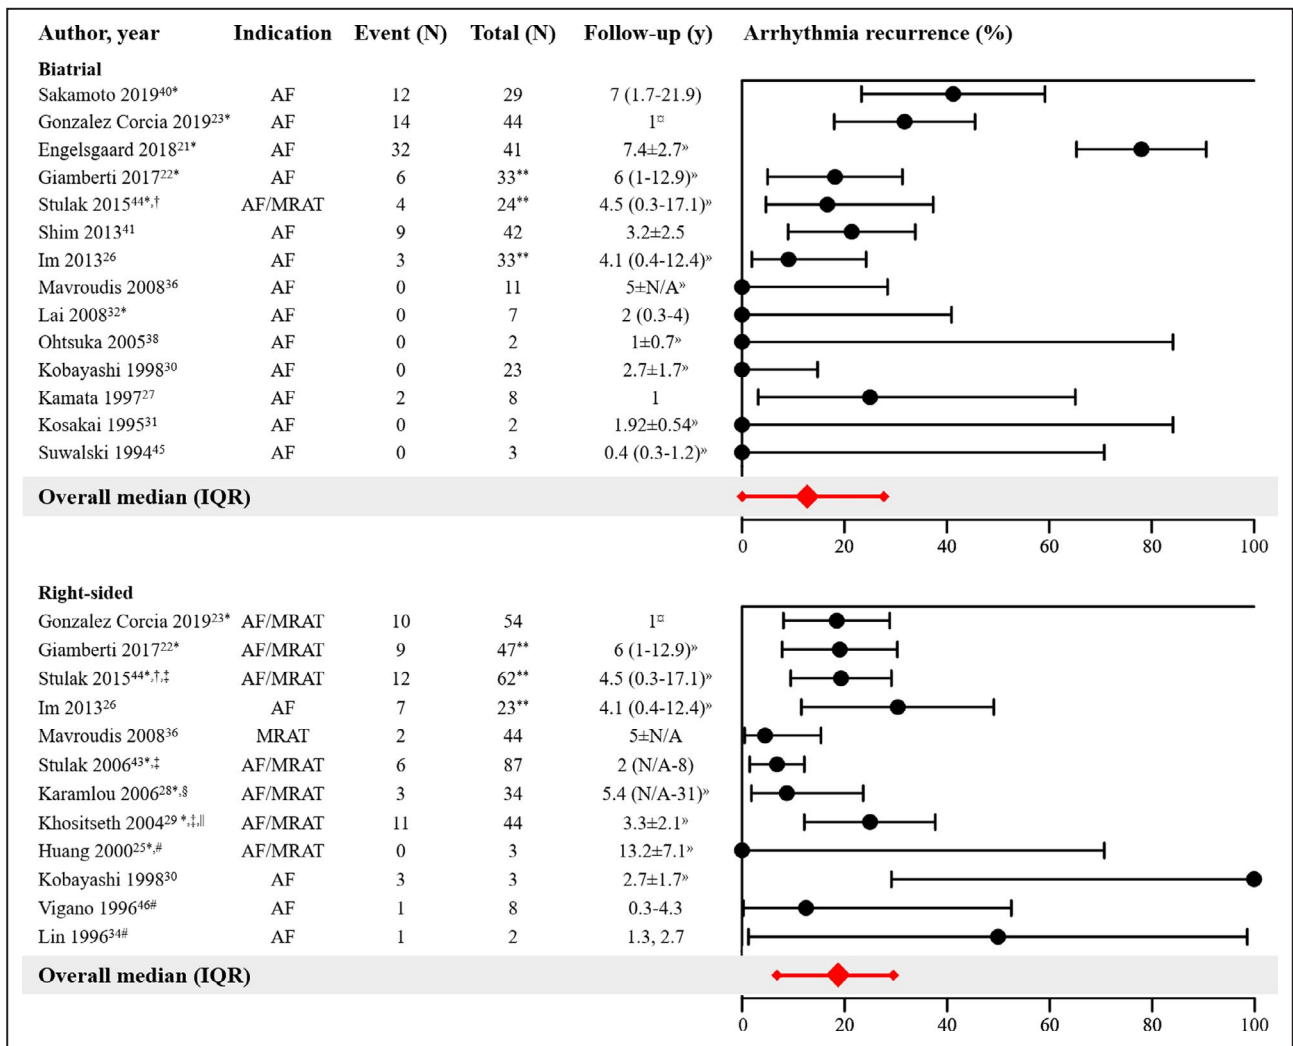 Author, year Indication Event (N) Total (N) Follow-up (y) Arrhythmia recurrence (%)
Biatrial
Sakamoto 2019⁴⁰* AF 12 29 7 (1.7-21.9)
Gonzalez Corcia 2019²³* AF 14 44 1¤
Engelsgaard 2018²¹* AF 32 41 7.4±2.7»
Giamberti 2017²²* AF 6 33** 6 (1-12.9)»
Stulak 2015⁴⁴*,† AF/MRAT 4 24** 4.5 (0.3-17.1)»
Shim 2013⁴¹ AF 9 42 3.2±2.5
Im 2013²⁶ AF 3 33** 4.1 (0.4-12.4)»
Mavroudis 2008³⁶ AF 0 11 5±N/A»
Lai 2008³²* AF 0 7 2 (0.3-4)
Ohtsuka 2005³⁸ AF 0 2 1±0.7»
Kobayashi 1998³⁰ AF 0 23 2.7±1.7»
Kamata 1997²⁷ AF 2 8 1
Kosakai 1995³¹ AF 0 2 1.92±0.54»
Suwalski 1994⁴⁵ AF 0 3 0.4 (0.3-1.2)»
Overall median (IQR)
0 20 40 60 80 100
Right-sided
Gonzalez Corcia 2019²³* AF/MRAT 10 54 1¤
Giamberti 2017²²* AF/MRAT 9 47** 6 (1-12.9)»
Stulak 2015⁴⁴*,†,‡ AF/MRAT 12 62** 4.5 (0.3-17.1)»
Im 2013²⁶ AF 7 23** 4.1 (0.4-12.4)»
Mavroudis 2008³⁶ MRAT 2 44 5±N/A
Stulak 2006⁴³*,‡ AF/MRAT 6 87 2 (N/A-8)
Karamlou 2006²⁸*,§ AF/MRAT 3 34 5.4 (N/A-31)»
Khositseth 2004²⁹ *,‡,|| AF/MRAT 11 44 3.3±2.1»
Huang 2000²⁵*,# AF/MRAT 0 3 13.2±7.1»
Kobayashi 1998³⁰ AF 3 3 2.7±1.7»
Vigano 1996⁴⁶# AF 1 8 0.3-4.3
Lin 1996³⁴# AF 1 2 1.3, 2.7
Overall median (IQR)
0 20 40 60 80 100